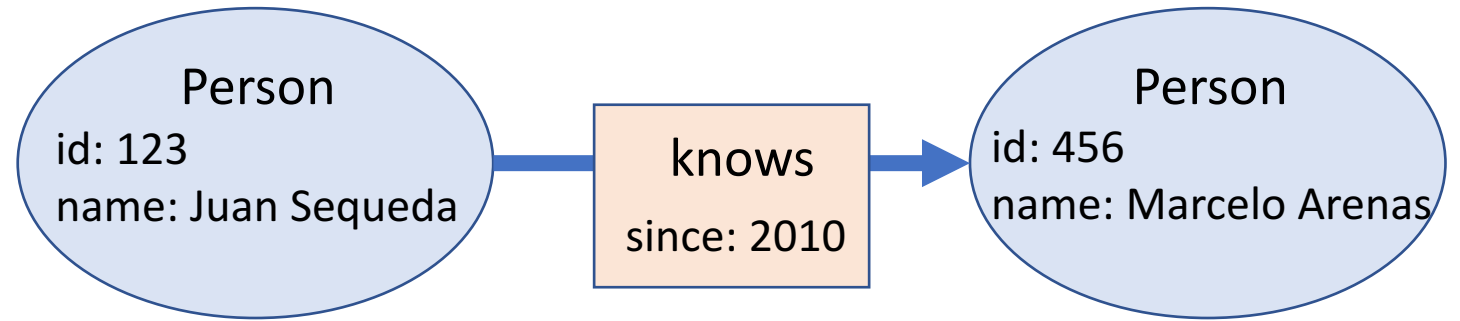 Person
id: 123
name: Juan Sequeda
knows
since: 2010
Person
id: 456
name: Marcelo Arenas